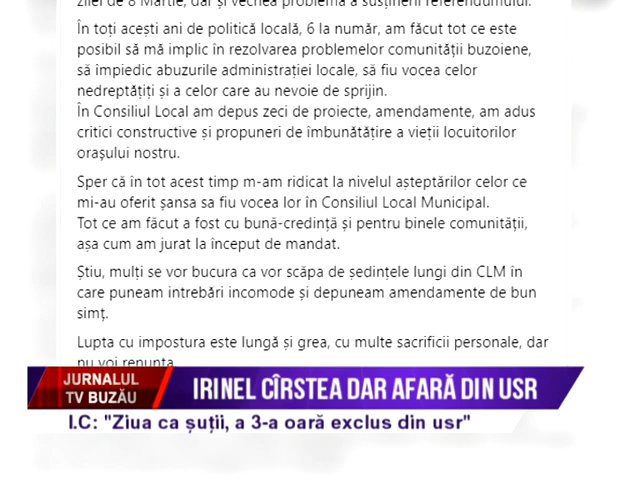 zilei de 8 Martie, dar și vechea problemă a susținerii referendumului.
În toți acești ani de politică locală, 6 la număr, am făcut tot ce este
posibil să mă implic în rezolvarea problemelor comunității buzoiene,
să împiedic abuzurile administrației locale, să fiu vocea celor
nedreptățiți și a celor care au nevoie de sprijin.
În Consiliul Local am depus zeci de proiecte, amendamente, am adus
critici constructive și propuneri de îmbunătățire a vieții locuitorilor
orașului nostru.
Sper că în tot acest timp m-am ridicat la nivelul așteptărilor celor ce
mi-au oferit șansa sa fiu vocea lor în Consiliul Local Municipal.
Tot ce am făcut a fost cu bună-credință și pentru binele comunității,
așa cum am jurat la început de mandat.
Știu, mulți se vor bucura ca vor scăpa de ședințele lungi din CLM în
care puneam intrebări incomode și depuneam amendamente de bun
simț.
Lupta cu impostura este lungă și grea, cu multe sacrificii personale, dar
nu voi renunța
JURNALUL
TV BUZĂU
IRINEL CÎRSTEA DAR AFARĂ DIN USR
I.C: "Ziua ca șuții, a 3-a oară exclus din usr"